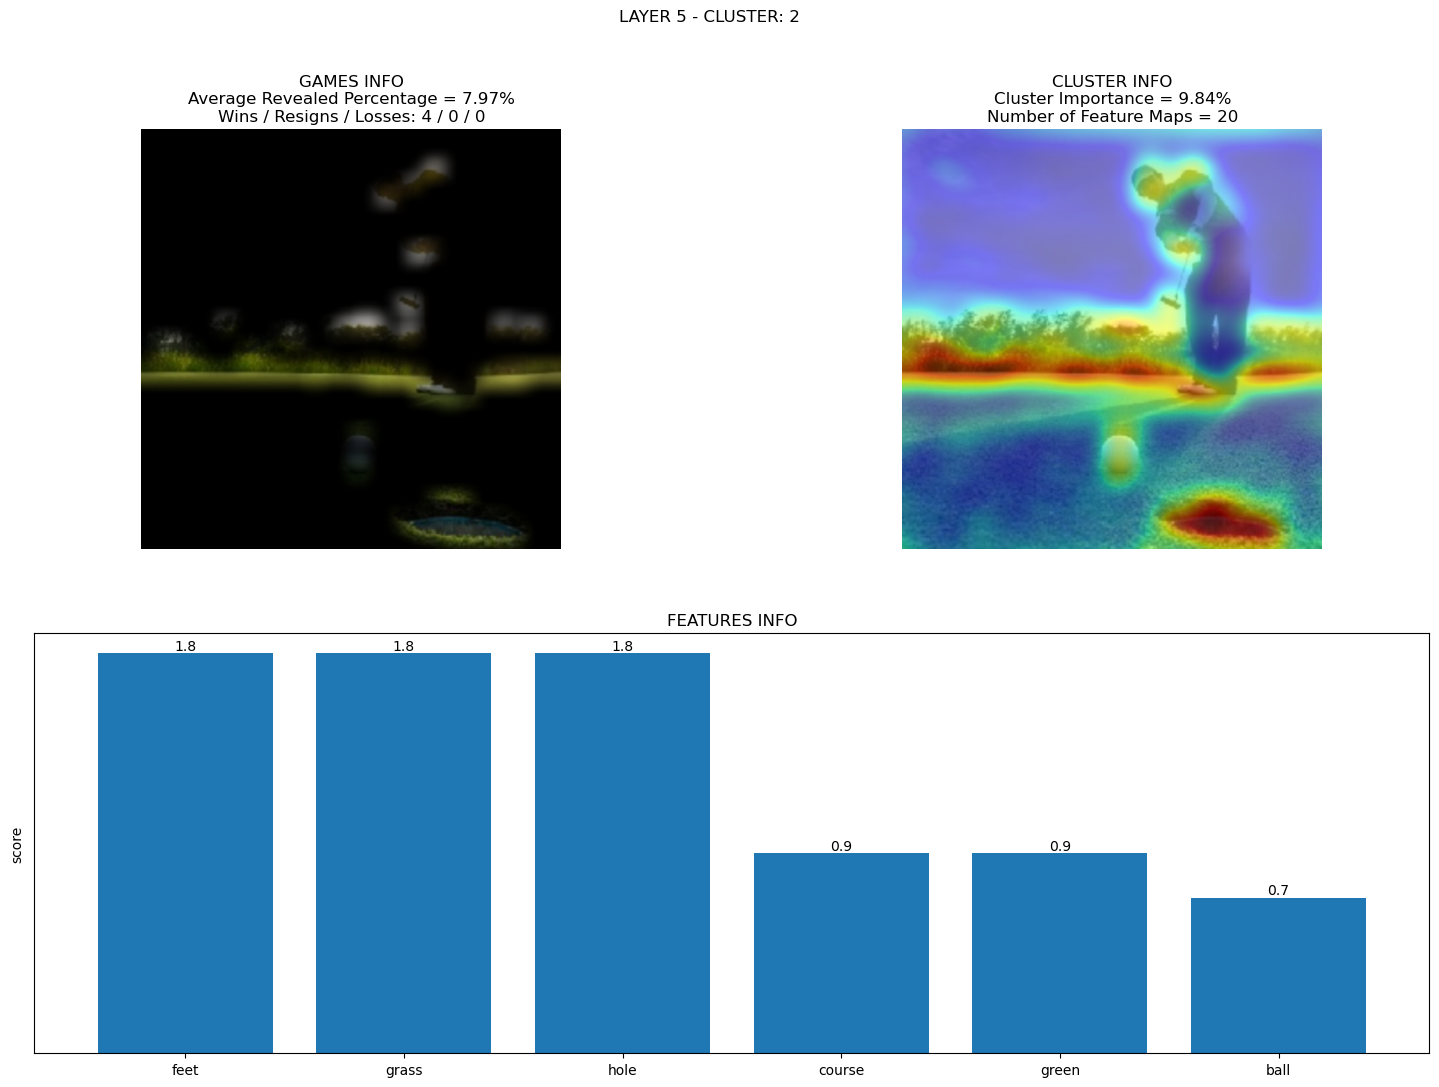 LAYER 5 - CLUSTER: 2
GAMES INFO
Average Revealed Percentage = 7.97%
Wins / Resigns / Losses: 4 / 0 / 0
CLUSTER INFO
Cluster Importance = 9.84%
Number of Feature Maps = 20
FEATURES INFO
score
1.8
1.8
1.8
0.9
0.9
0.7
feet
grass
hole
course
green
ball